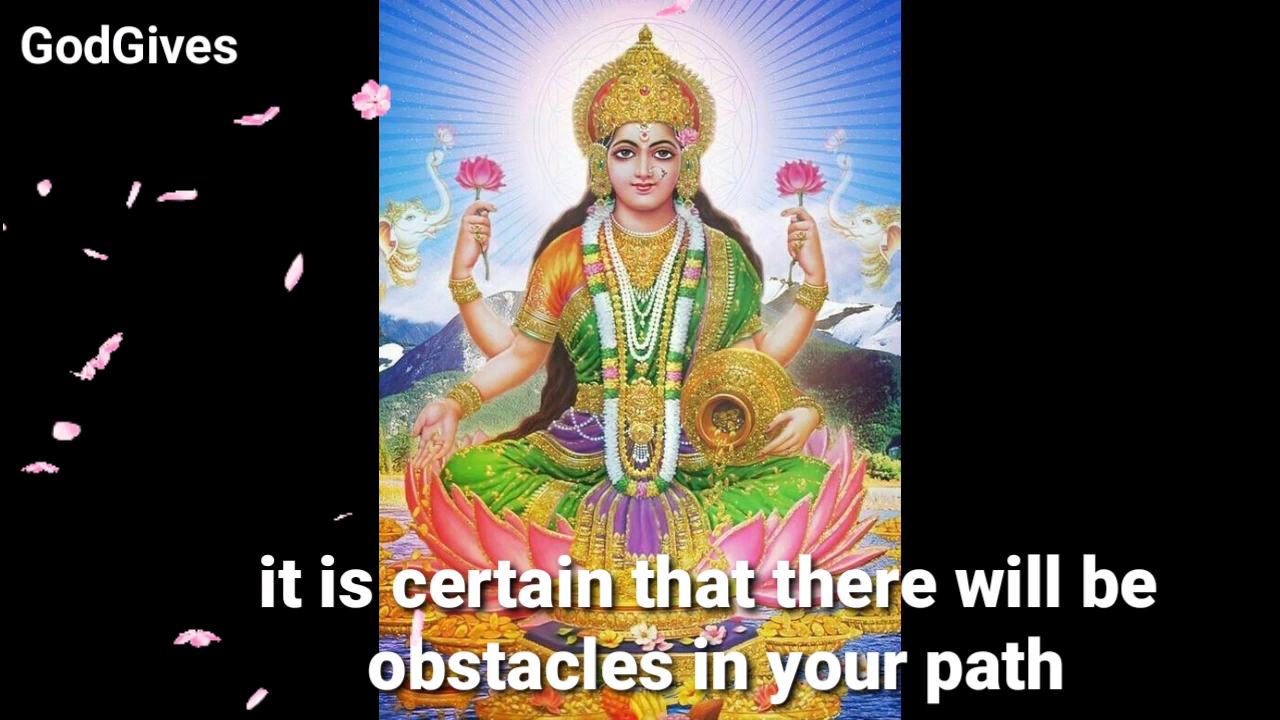 GodGives
it is certain that there will be
obstacles in your path